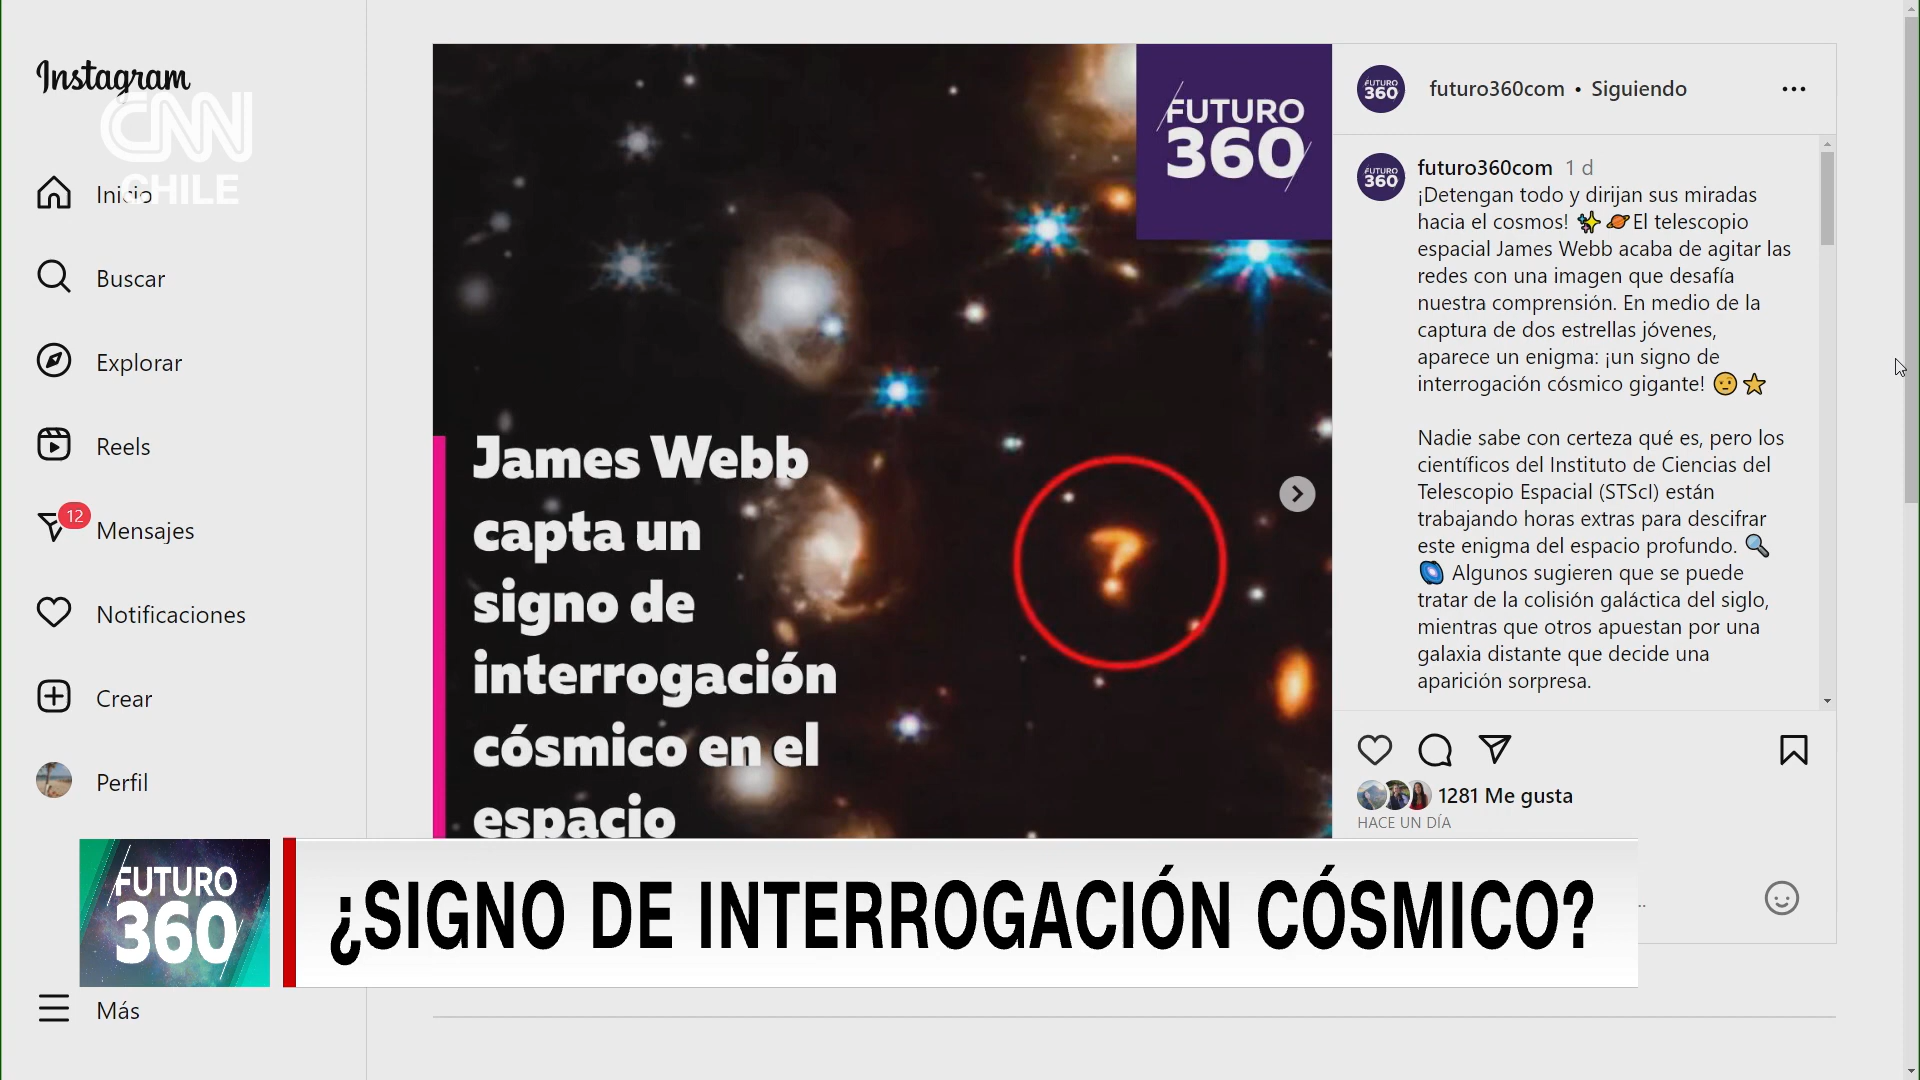 Instagram
CNN
CHILE
Inicio
Buscar
Explorar
Reels
12
Mensajes
Notificaciones
Crear
Perfil
Más
FUTURO
360
James Webb
capta un
signo de
interrogación
cósmico en el
espacio
FUTURO
360
futuro360com • Siguiendo
FUTURO
360
futuro360com 1 d
¡Detengan todo y dirijan sus miradas
hacia el cosmos! ✨🪐El telescopio
espacial James Webb acaba de agitar las
redes con una imagen que desafía
nuestra comprensión. En medio de la
captura de dos estrellas jóvenes,
aparece un enigma: ¡un signo de
interrogación cósmico gigante! 🤨⭐
Nadie sabe con certeza qué es, pero los
científicos del Instituto de Ciencias del
Telescopio Espacial (STScI) están
trabajando horas extras para descifrar
este enigma del espacio profundo. 🔍
🌀 Algunos sugieren que se puede
tratar de la colisión galáctica del siglo,
mientras que otros apuestan por una
galaxia distante que decide una
aparición sorpresa.
1281 Me gusta
HACE UN DÍA
FUTURO
360
¿SIGNO DE INTERROGACIÓN CÓSMICO?